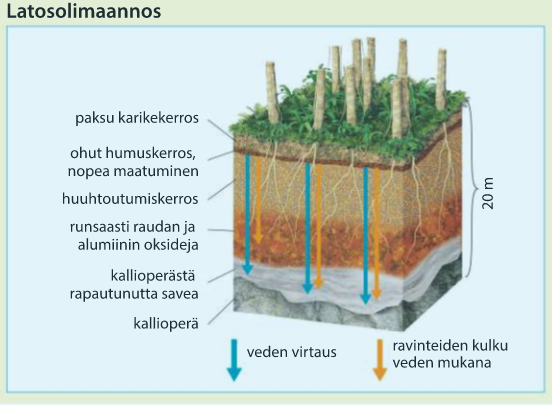 Latosolimaannos
paksu karikekerros
ohut humuskerros,
nopea maatuminen
huuhtoutumiskerros
runsaasti raudan ja
alumiinin oksideja
kallioperästä
rapautunutta savea
kallioperä
20 m
veden virtaus
ravinteiden kulku
veden mukana